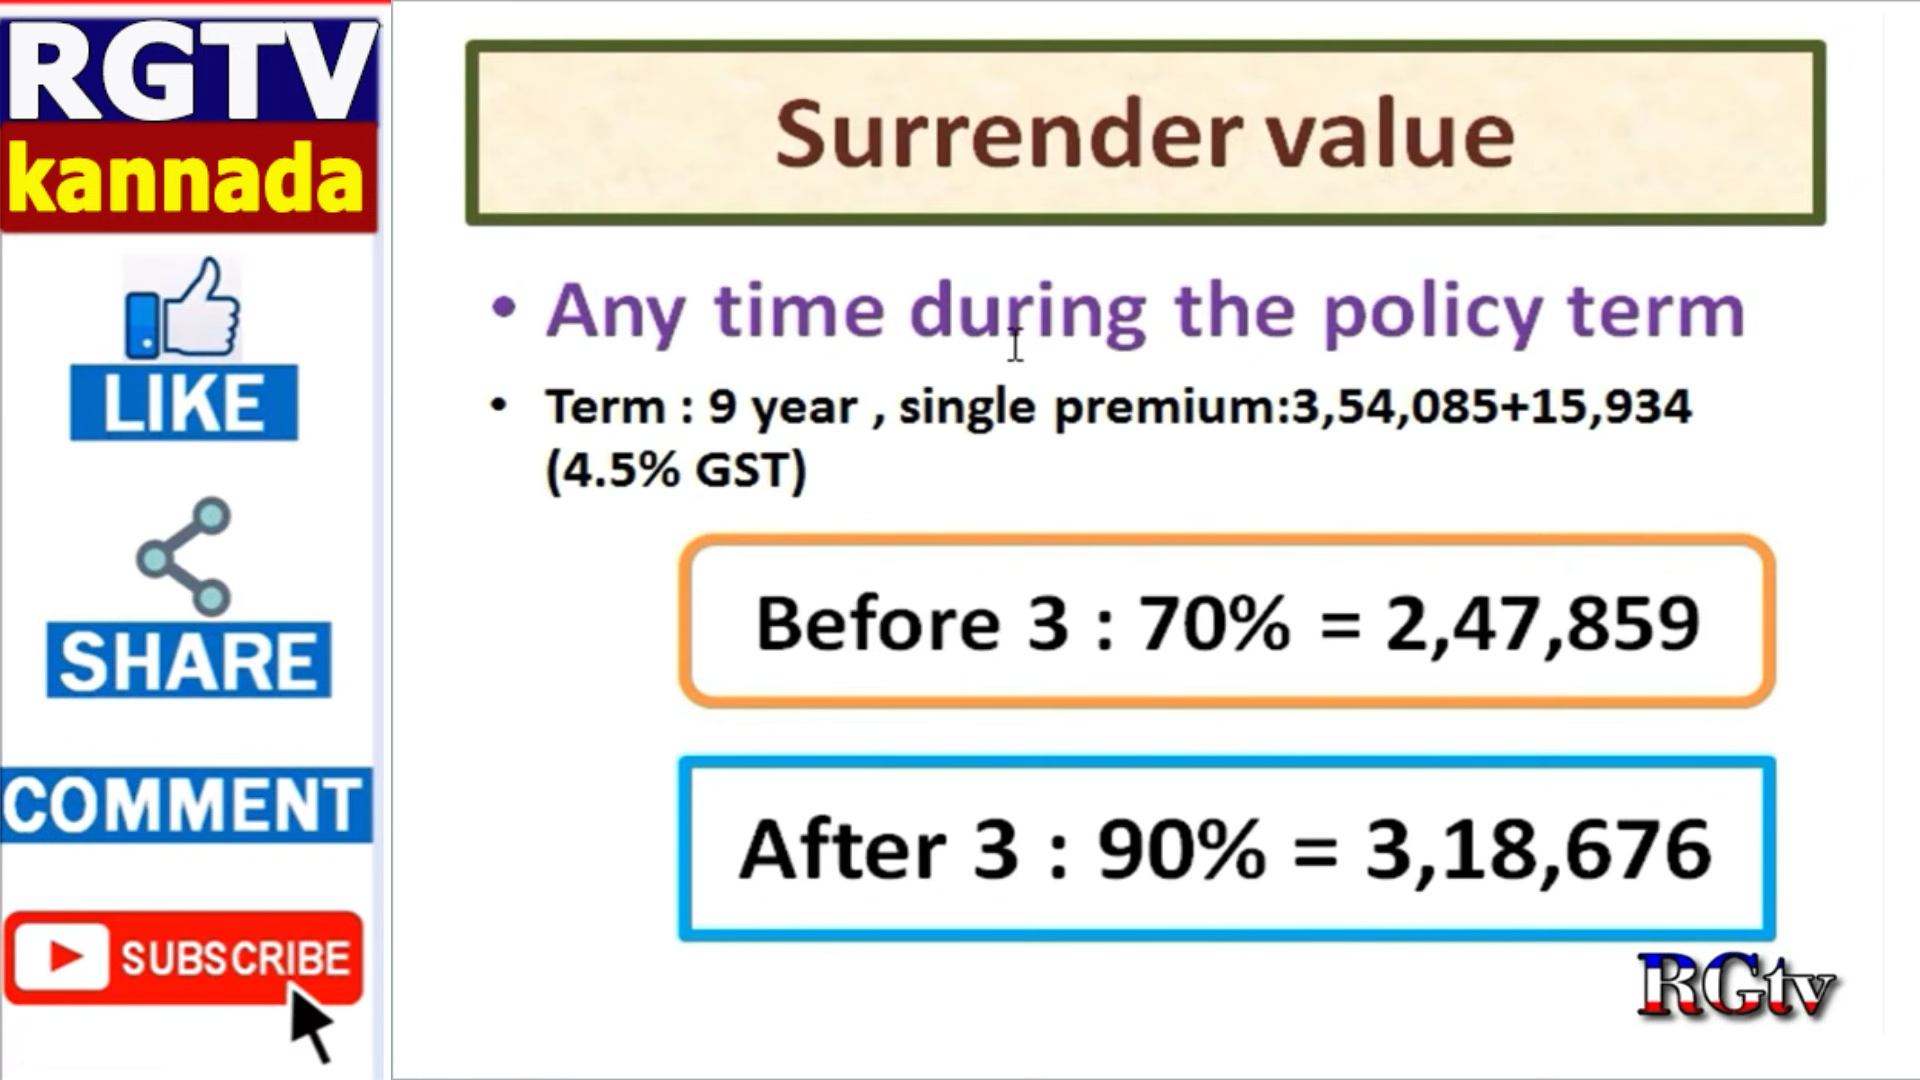 RGTV
kannada
LIKE
SHARE
COMMENT
SUBSCRIBE
Surrender value
• Any time during the policy term
• Term : 9 year , single premium:3,54,085+15,934
(4.5% GST)
Before 3 : 70% = 2,47,859
After 3 : 90% = 3,18,676
RGtv